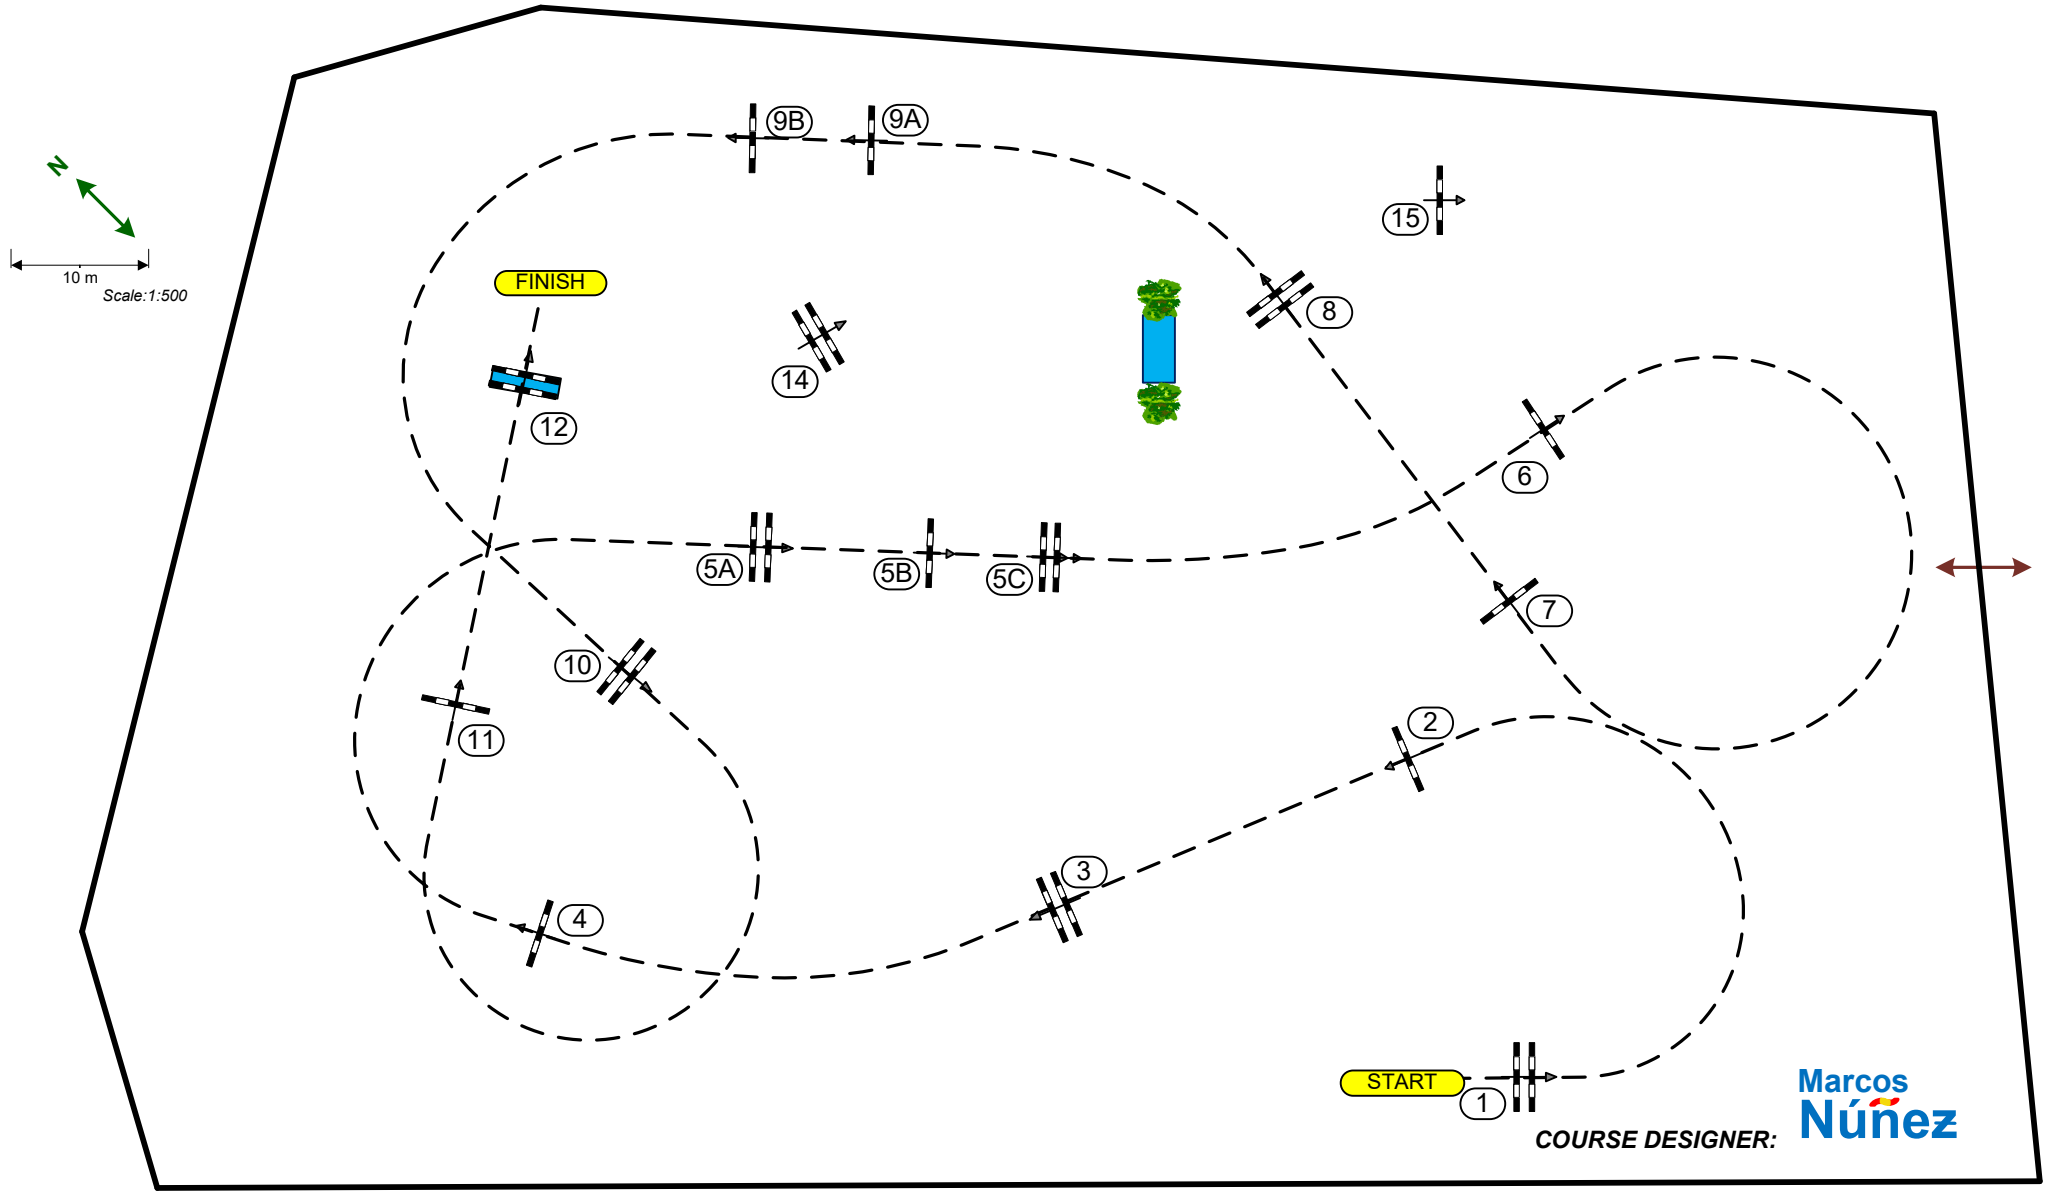 9B
9A
N
15
10 m
Scale:1:500
FINISH
8
14
12
6
5A
5B
5C
7
10
2
11
3
4
START
1
Marcos
Núñez
COURSE DESIGNER: